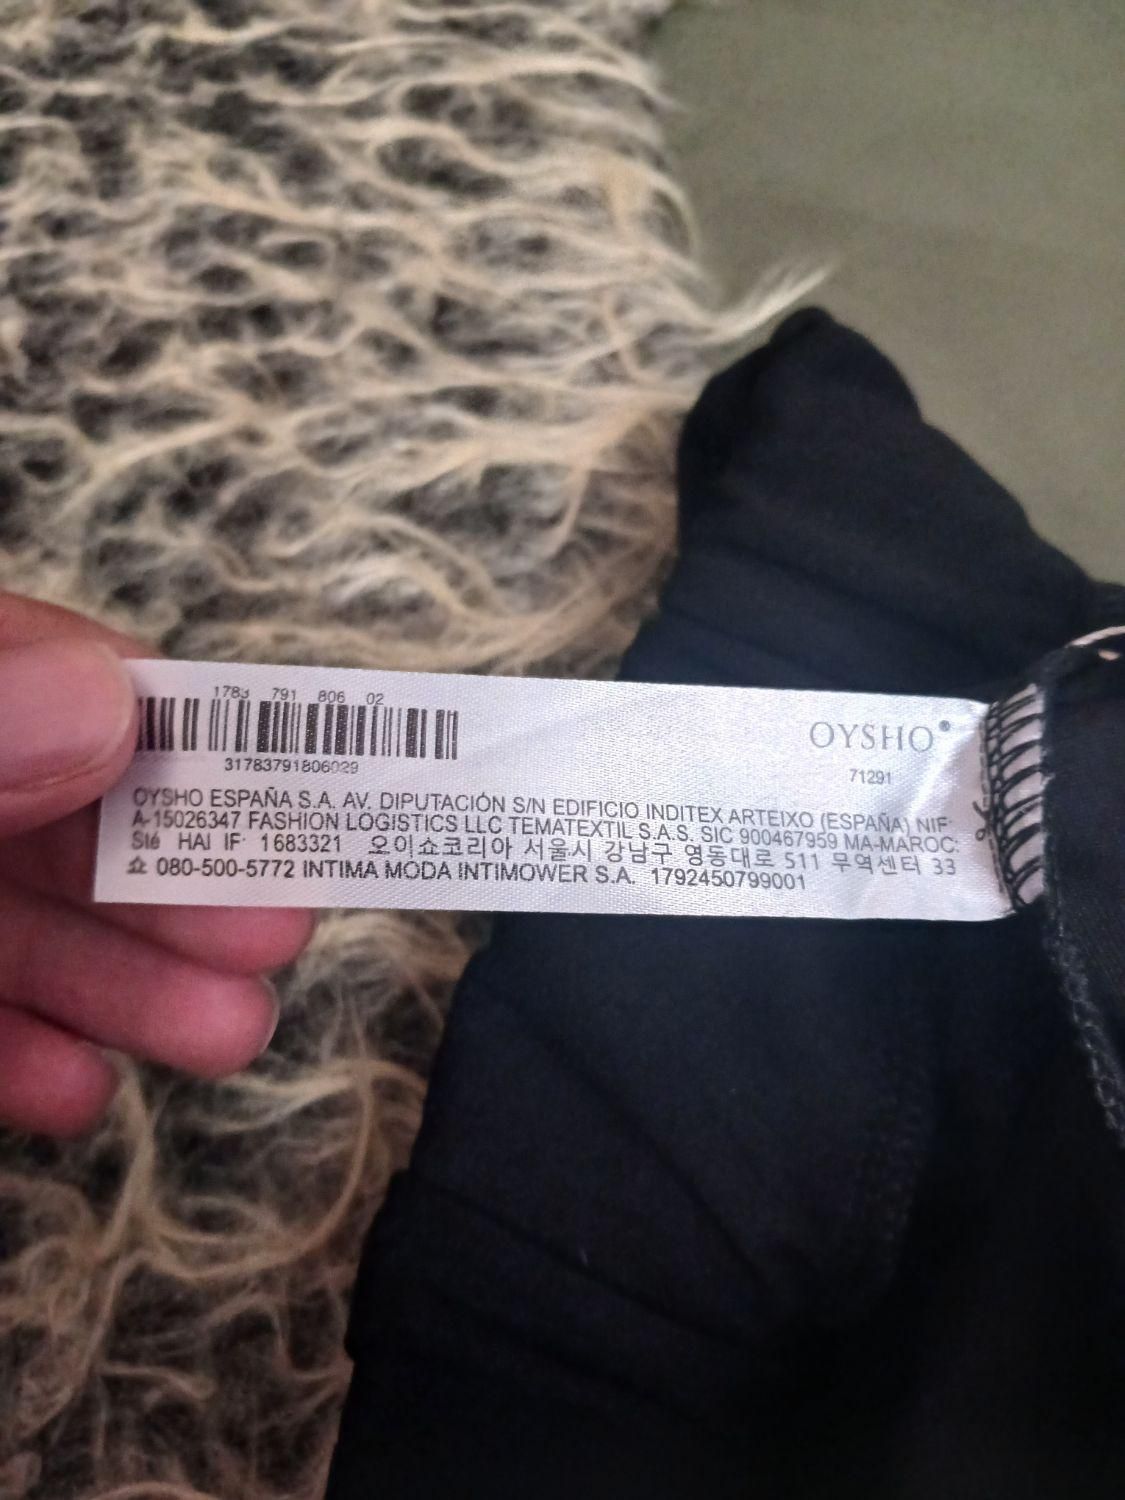 1783 791 806 02
31783791806029
OYSHO
71291
OYSHO ESPAÑA S.A. AV. DIPUTACIÓN S/N EDIFICIO INDITEX ARTEIXO (ESPAÑA) NIF:
A-15026347 FASHION LOGISTICS LLC TEMATEXTIL S.A.S. SIC 900467959 MA-MAROC:
Sté HAI IF: 1683321 오이쇼코리아 서울시 강남구 영동대로 511 무역센터 33
쇼 080-500-5772 INTIMA MODA INTIMOWER S.A. 1792450799001